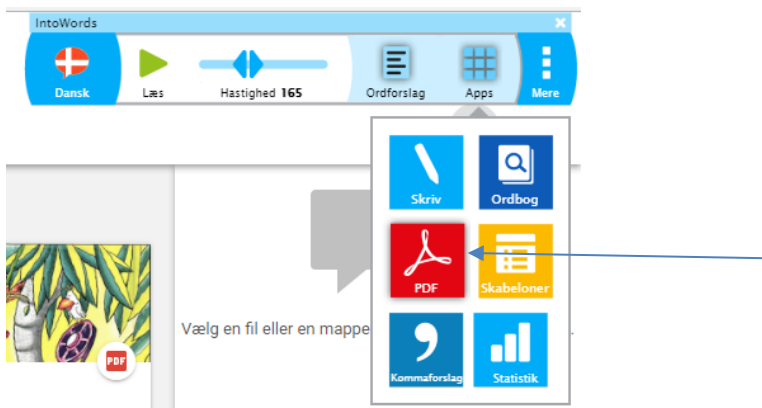 IntoWords
Dansk Læs Hastighed 165 Ordforslag Apps Mere
Skriv Ordbog
PDF Skabeloner
Vælg en fil eller en mappe
PDF
Kommaforslag Statistik